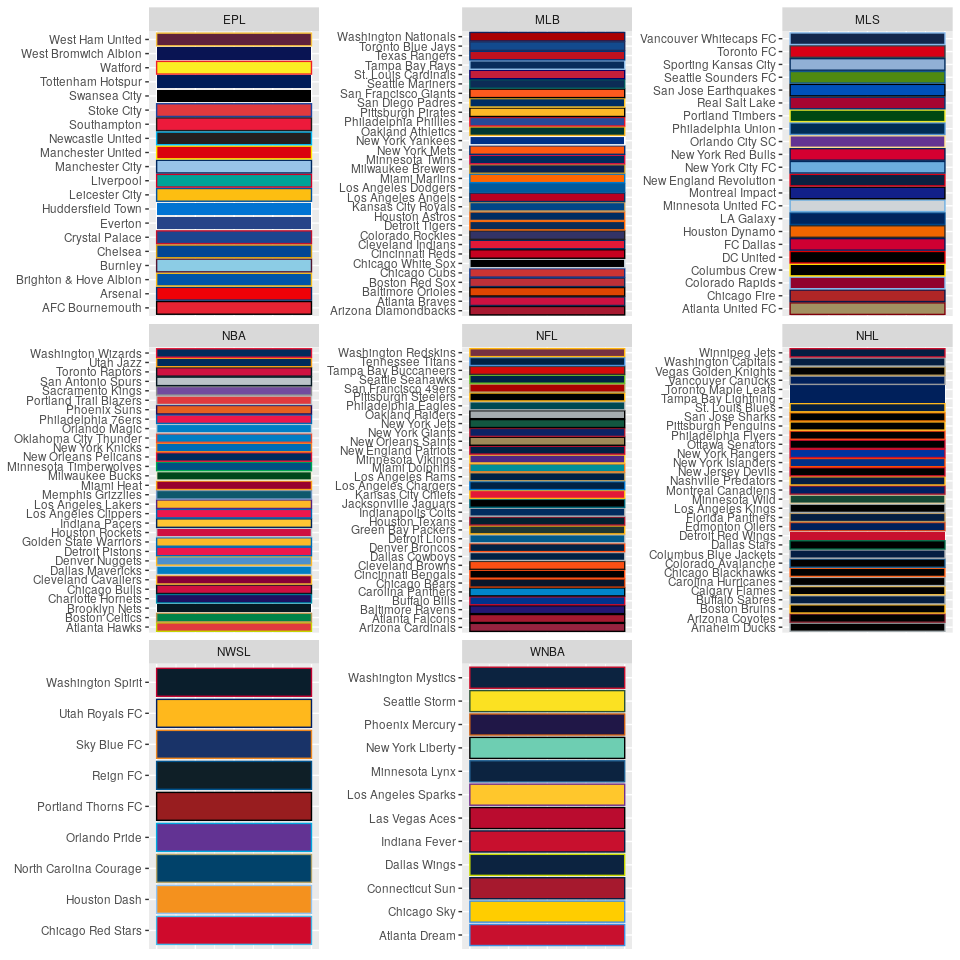 EPL
West Ham United
West Bromwich Albion
Watford
Tottenham Hotspur
Swansea City
Stoke City
Southampton
Newcastle United
Manchester United
Manchester City
Liverpool
Leicester City
Huddersfield Town
Everton
Crystal Palace
Chelsea
Burnley
Brighton & Hove Albion
Arsenal
AFC Bournemouth
MLB
Washington Nationals
Toronto Blue Jays
Texas Rangers
Tampa Bay Rays
St. Louis Cardinals
Seattle Mariners
San Francisco Giants
San Diego Padres
Pittsburgh Pirates
Philadelphia Phillies
Oakland Athletics
New York Yankees
New York Mets
Minnesota Twins
Milwaukee Brewers
Miami Marlins
Los Angeles Dodgers
Los Angeles Angels
Kansas City Royals
Houston Astros
Detroit Tigers
Colorado Rockies
Cleveland Indians
Cincinnati Reds
Chicago White Sox
Chicago Cubs
Boston Red Sox
Baltimore Orioles
Atlanta Braves
Arizona Diamondbacks
MLS
Vancouver Whitecaps FC
Toronto FC
Sporting Kansas City
Seattle Sounders FC
San Jose Earthquakes
Real Salt Lake
Portland Timbers
Philadelphia Union
Orlando City SC
New York Red Bulls
New York City FC
New England Revolution
Montreal Impact
Minnesota United FC
LA Galaxy
Houston Dynamo
FC Dallas
DC United
Columbus Crew
Colorado Rapids
Chicago Fire
Atlanta United FC
NBA
Washington Wizards
Utah Jazz
Toronto Raptors
San Antonio Spurs
Sacramento Kings
Portland Trail Blazers
Phoenix Suns
Philadelphia 76ers
Orlando Magic
Oklahoma City Thunder
New York Knicks
New Orleans Pelicans
Minnesota Timberwolves
Milwaukee Bucks
Miami Heat
Memphis Grizzlies
Los Angeles Lakers
Los Angeles Clippers
Indiana Pacers
Houston Rockets
Golden State Warriors
Detroit Pistons
Denver Nuggets
Dallas Mavericks
Cleveland Cavaliers
Chicago Bulls
Charlotte Hornets
Brooklyn Nets
Boston Celtics
Atlanta Hawks
NFL
Washington Redskins
Tennessee Titans
Tampa Bay Buccaneers
Seattle Seahawks
San Francisco 49ers
Pittsburgh Steelers
Philadelphia Eagles
Oakland Raiders
New York Jets
New York Giants
New Orleans Saints
New England Patriots
Minnesota Vikings
Miami Dolphins
Los Angeles Rams
Los Angeles Chargers
Kansas City Chiefs
Jacksonville Jaguars
Indianapolis Colts
Houston Texans
Green Bay Packers
Detroit Lions
Denver Broncos
Dallas Cowboys
Cleveland Browns
Cincinnati Bengals
Chicago Bears
Carolina Panthers
Buffalo Bills
Baltimore Ravens
Atlanta Falcons
Arizona Cardinals
NHL
Winnipeg Jets
Washington Capitals
Vegas Golden Knights
Vancouver Canucks
Toronto Maple Leafs
Tampa Bay Lightning
St. Louis Blues
San Jose Sharks
Pittsburgh Penguins
Philadelphia Flyers
Ottawa Senators
New York Rangers
New York Islanders
New Jersey Devils
Nashville Predators
Montreal Canadiens
Minnesota Wild
Los Angeles Kings
Florida Panthers
Edmonton Oilers
Detroit Red Wings
Dallas Stars
Columbus Blue Jackets
Colorado Avalanche
Chicago Blackhawks
Carolina Hurricanes
Calgary Flames
Buffalo Sabres
Boston Bruins
Arizona Coyotes
Anaheim Ducks
NWSL
Washington Spirit
Utah Royals FC
Sky Blue FC
Reign FC
Portland Thorns FC
Orlando Pride
North Carolina Courage
Houston Dash
Chicago Red Stars
WNBA
Washington Mystics
Seattle Storm
Phoenix Mercury
New York Liberty
Minnesota Lynx
Los Angeles Sparks
Las Vegas Aces
Indiana Fever
Dallas Wings
Connecticut Sun
Chicago Sky
Atlanta Dream